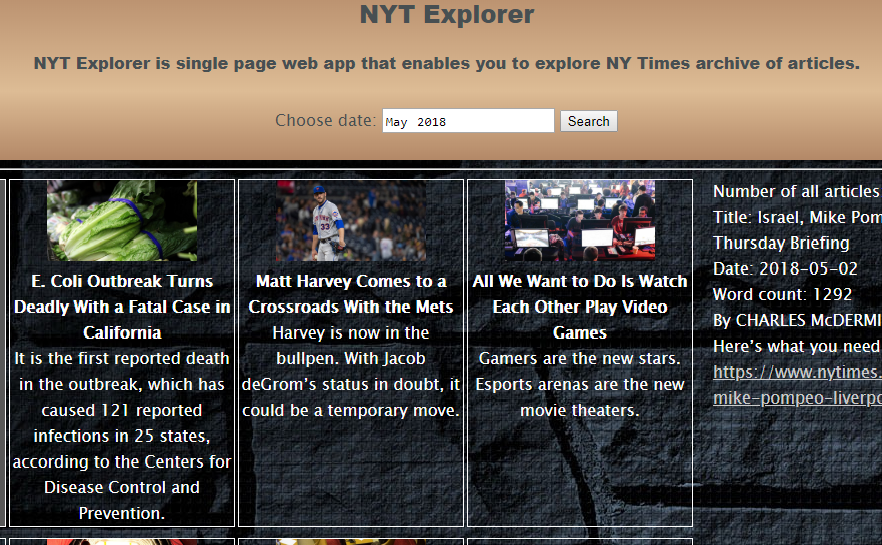 NYT Explorer
NYT Explorer is single page web app that enables you to explore NY Times archive of articles.
Choose date: May 2018 Search
E. Coli Outbreak Turns
Deadly With a Fatal Case in
California
It is the first reported death
in the outbreak, which has
caused 121 reported
infections in 25 states,
according to the Centers for
Disease Control and
Prevention.
Matt Harvey Comes to a
Crossroads With the Mets
Harvey is now in the
bullpen. With Jacob
deGrom’s status in doubt, it
could be a temporary move.
All We Want to Do Is Watch
Each Other Play Video
Games
Gamers are the new stars.
Esports arenas are the new
movie theaters.
Number of all articles
Title: Israel, Mike Pom
Thursday Briefing
Date: 2018-05-02
Word count: 1292
By CHARLES McDERMI
Here’s what you need
https://www.nytimes.
mike-pompeo-liverpo